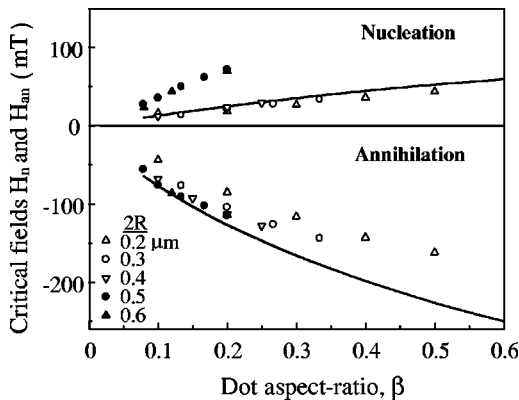 Critical fields Hₙ and Hₐₙ ( mT )
100
0
-100
-200
Nucleation
Annihilation
2R
0.2 μm
0.3
0.4
0.5
0.6
0
0.1
0.2
0.3
0.4
0.5
0.6
Dot aspect-ratio, β